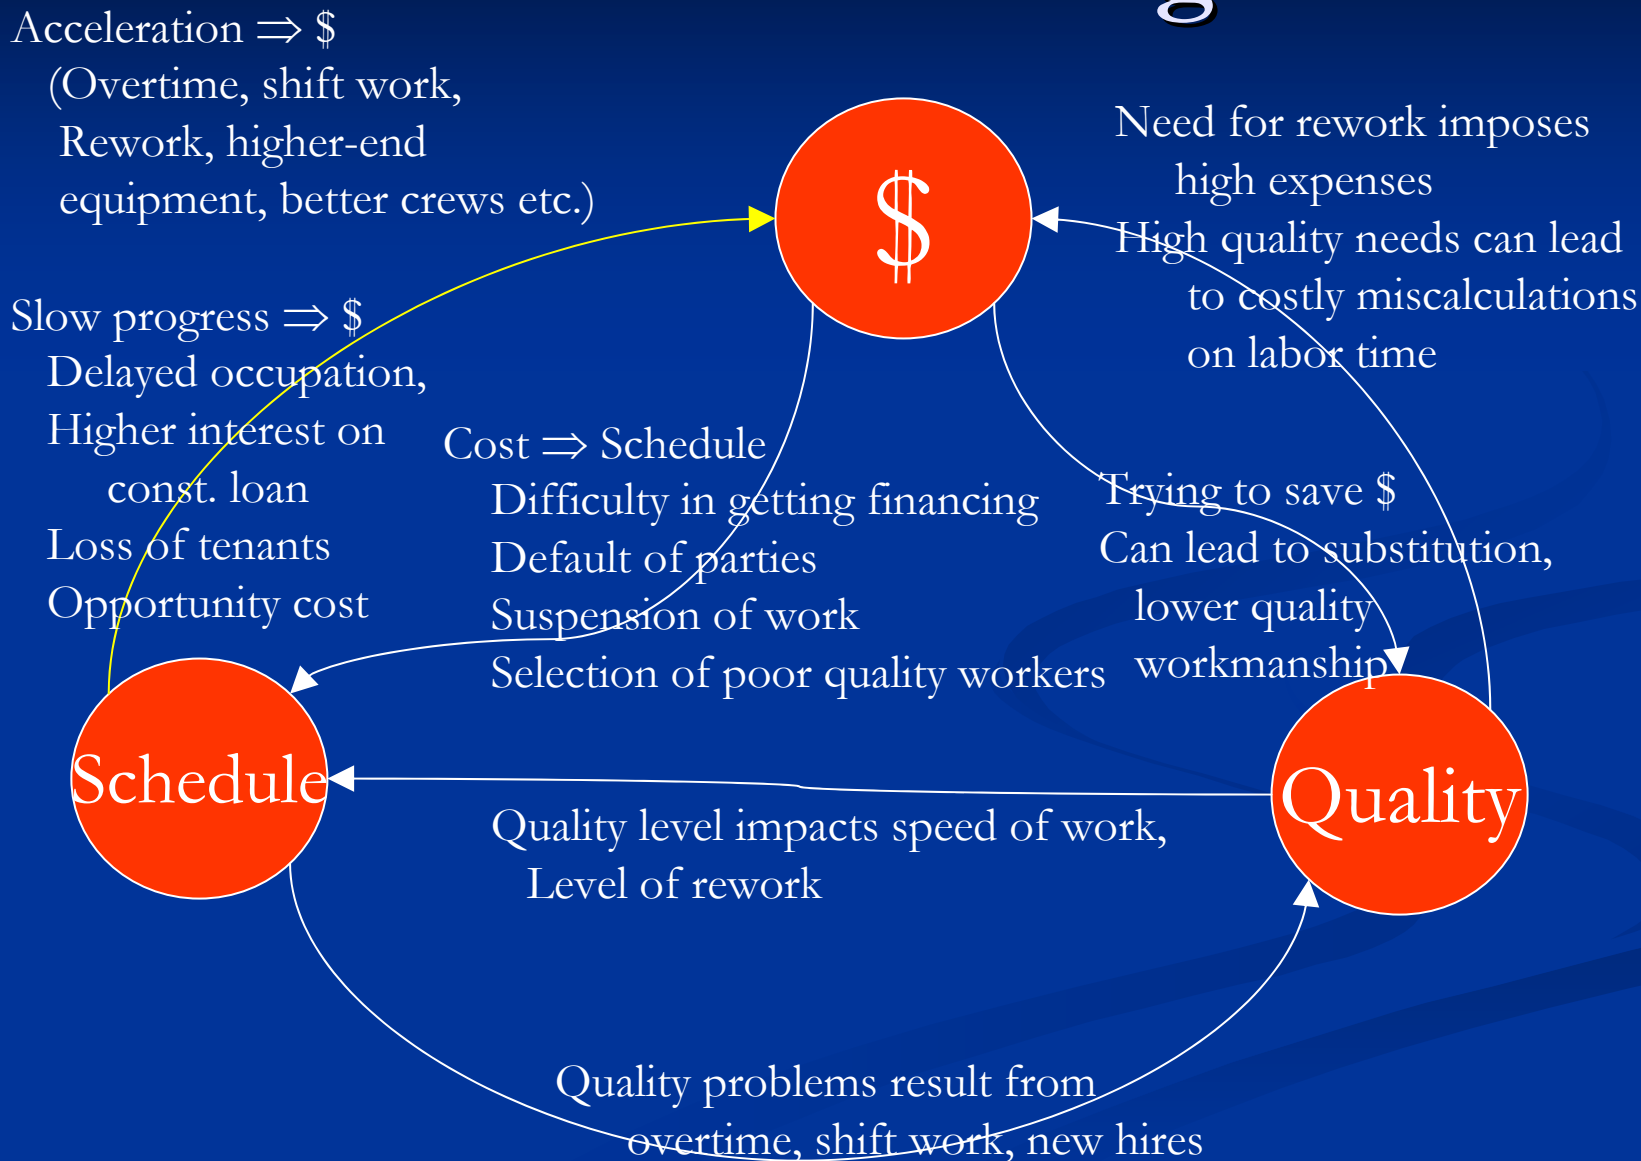 g
Acceleration ⇒ $
(Overtime, shift work,
Rework, higher-end
equipment, better crews etc.)
Slow progress ⇒ $
Delayed occupation,
Higher interest on
const. loan
Loss of tenants
Opportunity cost
$
Need for rework imposes
high expenses
High quality needs can lead
to costly miscalculations
on labor time
Cost ⇒ Schedule
Difficulty in getting financing
Default of parties
Suspension of work
Selection of poor quality workers
Trying to save $
Can lead to substitution,
lower quality
workmanship
Schedule
Quality
Quality level impacts speed of work,
Level of rework
Quality problems result from
overtime, shift work, new hires